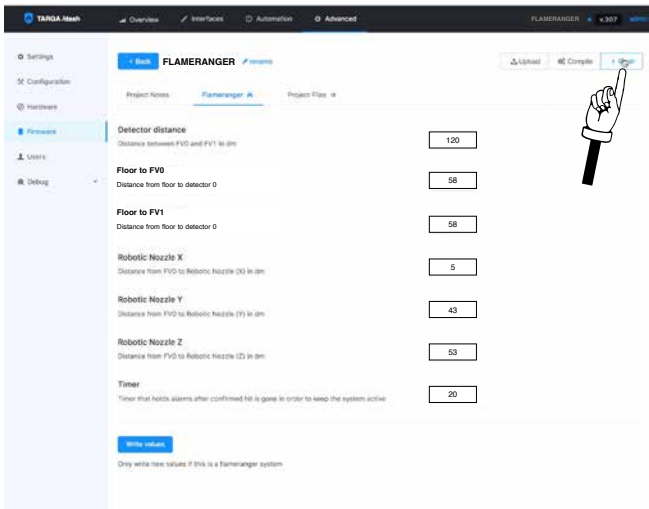 TARGA /dash
Overview
Interfaces
Automation
Advanced
FLAMERANGER
v.307
admin
Settings
Configuration
Hardware
Firmware
Users
Debug
Back
FLAMERANGER
rename
Upload
Compile
Project Notes
Flameranger
Project Files
Detector distance
Distance between FV0 and FV1 in dm
120
Floor to FV0
Distance from floor to detector 0
58
Floor to FV1
Distance from floor to detector 0
58
Robotic Nozzle X
Distance from FV0 to Robotic Nozzle (X) in dm
5
Robotic Nozzle Y
Distance from FV0 to Robotic Nozzle (Y) in dm
43
Robotic Nozzle Z
Distance from FV0 to Robotic Nozzle (Z) in dm
53
Timer
Timer that holds alarms after confirmed hit is gone in order to keep the system active
20
Write values
Only write new values if this is a flameranger system